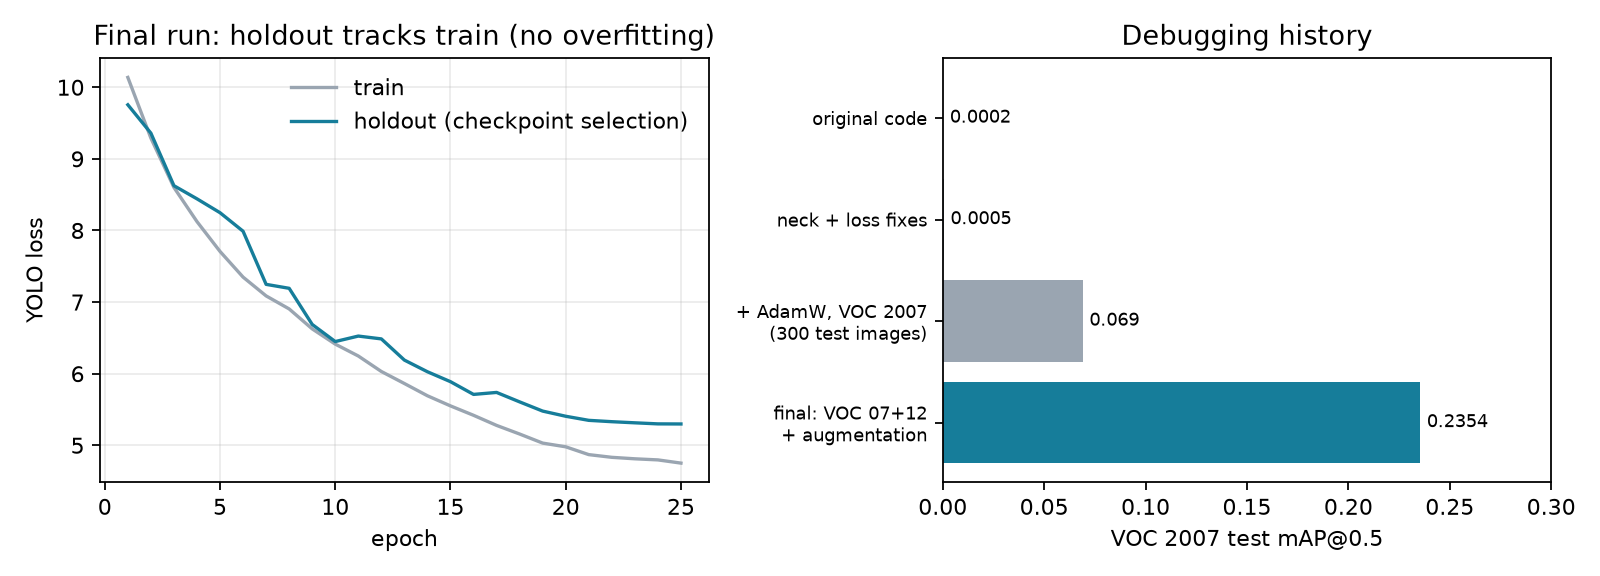 Final run: holdout tracks train (no overfitting)
train
holdout (checkpoint selection)
YOLO loss
10
9
8
7
6
5
0
5
10
15
20
25
epoch
Debugging history
original code
0.0002
neck + loss fixes
0.0005
+ AdamW, VOC 2007
(300 test images)
0.069
final: VOC 07+12
+ augmentation
0.2354
0.00
0.05
0.10
0.15
0.20
0.25
0.30
VOC 2007 test mAP@0.5